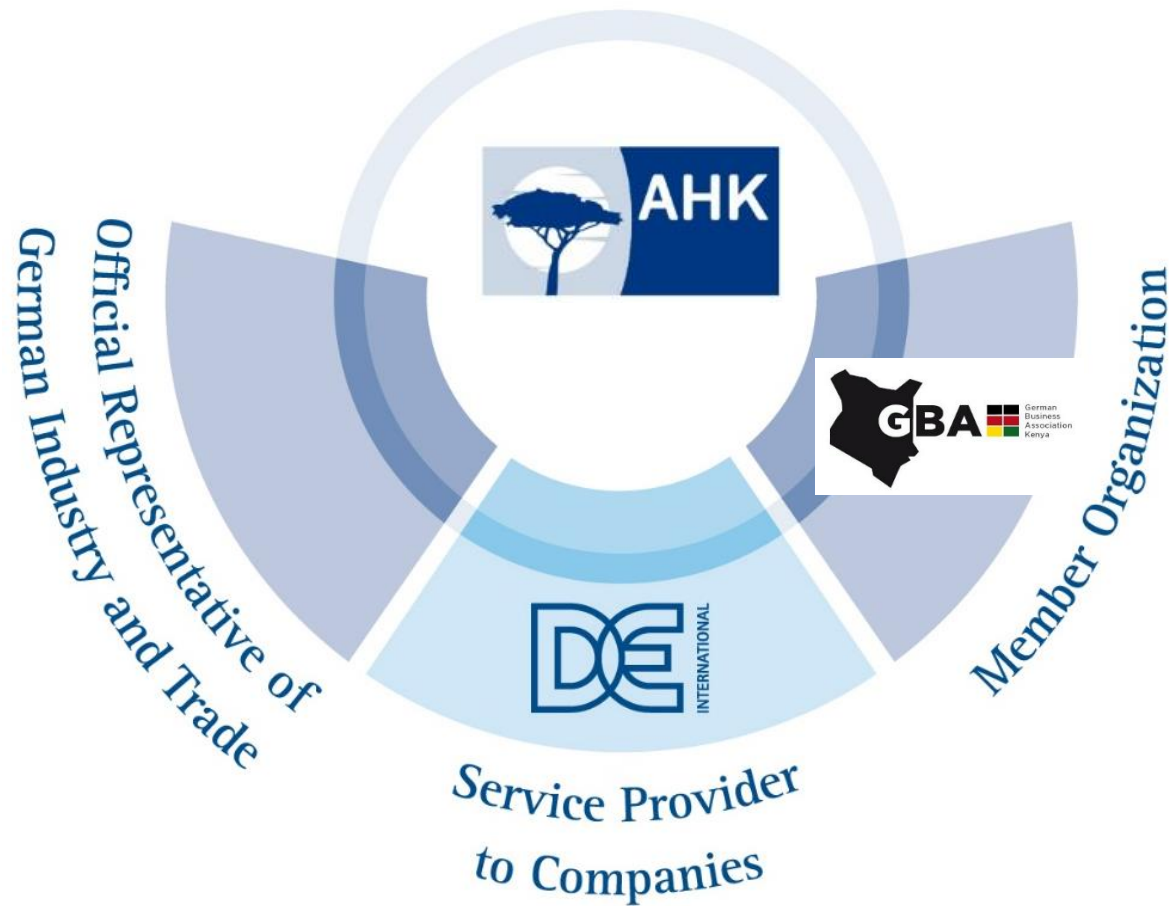 AHK
Official Representative of
German Industry and Trade
GBA
German
Business
Association
Kenya
Member Organization
DE
INTERNATIONAL
Service Provider
to Companies